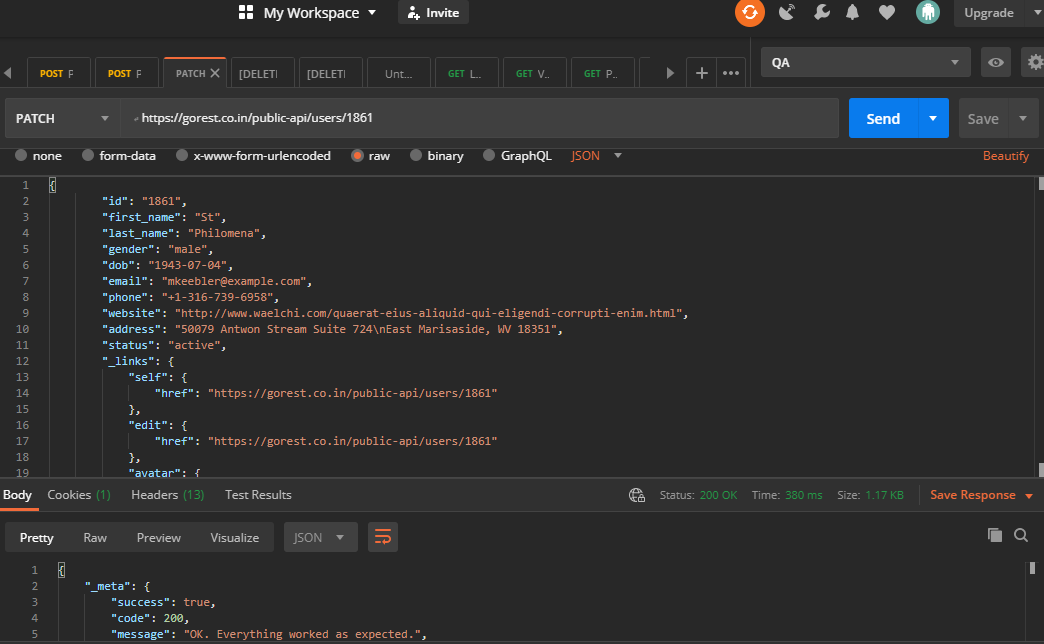 My Workspace Invite Upgrade
POST F POST F PATCH [DELETI [DELETI Unt... GET L.. GET V.. GET P.. QA
PATCH https://gorest.co.in/public-api/users/1861 Send Save
none form-data x-www-form-urlencoded raw binary GraphQL JSON Beautify
1 {
2 "id": "1861",
3 "first_name": "St",
4 "last_name": "Philomena",
5 "gender": "male",
6 "dob": "1943-07-04",
7 "email": "mkeebler@example.com",
8 "phone": "+1-316-739-6958",
9 "website": "http://www.waelchi.com/quaerat-eius-aliquid-qui-eligendi-corrupti-enim.html",
10 "address": "50079 Antwon Stream Suite 724\nEast Marisaside, WV 18351",
11 "status": "active",
12 "_links": {
13 "self": {
14 "href": "https://gorest.co.in/public-api/users/1861"
15 },
16 "edit": {
17 "href": "https://gorest.co.in/public-api/users/1861"
18 },
19 "avatar": {
Body Cookies (1) Headers (13) Test Results Status: 200 OK Time: 380 ms Size: 1.17 KB Save Response
Pretty Raw Preview Visualize JSON
1 {
2 "_meta": {
3 "success": true,
4 "code": 200,
5 "message": "OK. Everything worked as expected.",